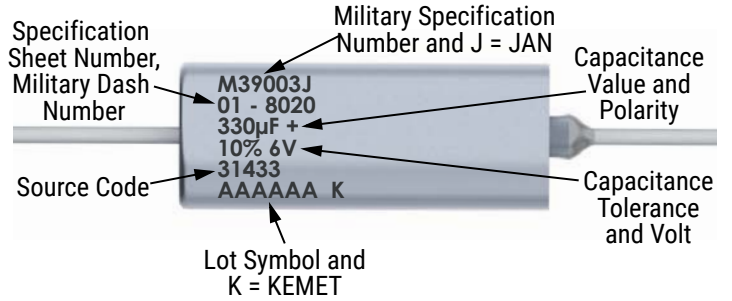 Specification
Sheet Number,
Military Dash
Number
Military Specification
Number and J = JAN
Capacitance
Value and
Polarity
M39003J
01 - 8020
330µF +
10% 6V
31433
AAAAAA K
Source Code
Capacitance
Tolerance
and Volt
Lot Symbol and
K = KEMET